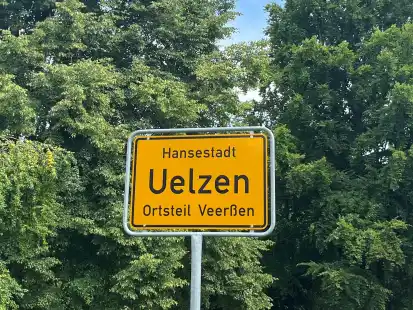 Hansestadt
Uelzen
Ortsteil Veerßen